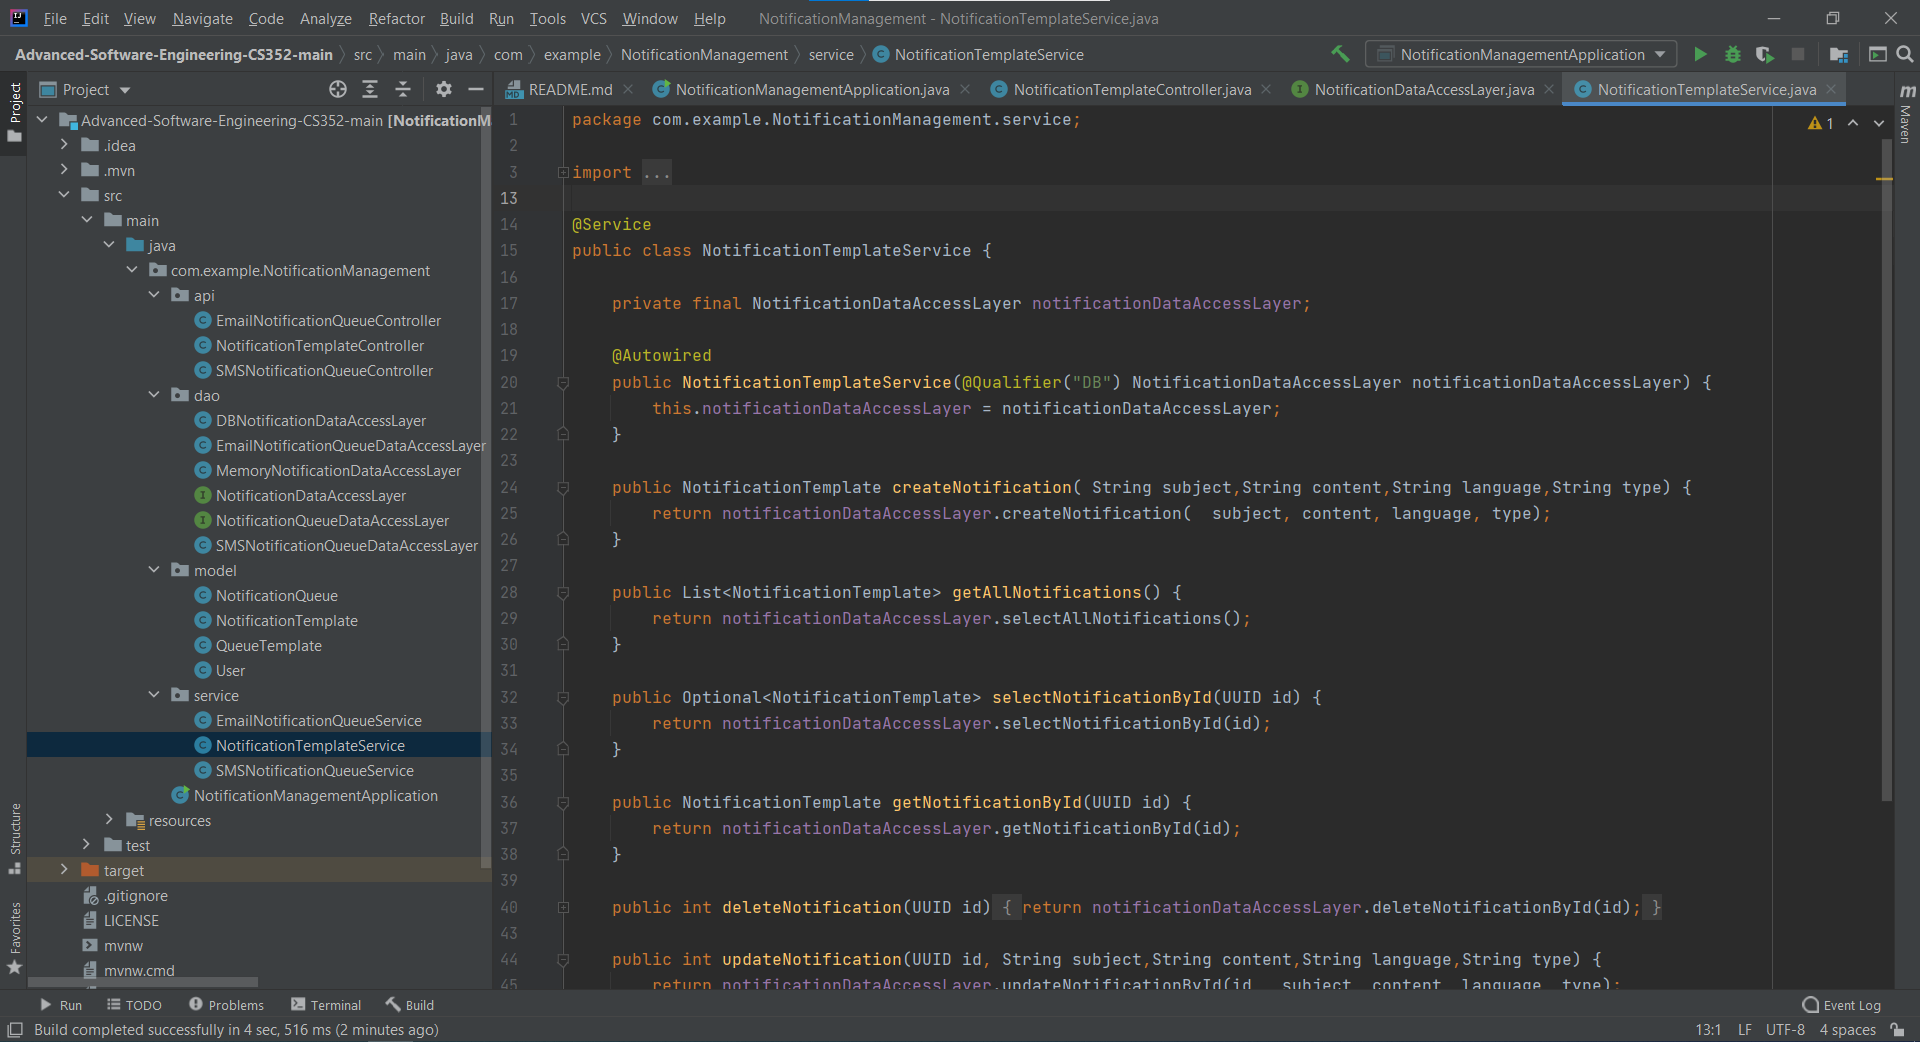 File Edit View Navigate Code Analyze Refactor Build Run Tools VCS Window Help NotificationManagement - NotificationTemplateService.java
Advanced-Software-Engineering-CS352-main src main java com example NotificationManagement service NotificationTemplateService NotificationManagementApplication
Project
README.md NotificationManagementApplication.java NotificationTemplateController.java NotificationDataAccessLayer.java NotificationTemplateService.java
Project
Structure
Favorites
Maven
Advanced-Software-Engineering-CS352-main [NotificationM
.idea
.mvn
src
main
java
com.example.NotificationManagement
api
EmailNotificationQueueController
NotificationTemplateController
SMSNotificationQueueController
dao
DBNotificationDataAccessLayer
EmailNotificationQueueDataAccessLayer
MemoryNotificationDataAccessLayer
NotificationDataAccessLayer
NotificationQueueDataAccessLayer
SMSNotificationQueueDataAccessLayer
model
NotificationQueue
NotificationTemplate
QueueTemplate
User
service
EmailNotificationQueueService
NotificationTemplateService
SMSNotificationQueueService
NotificationManagementApplication
resources
test
target
.gitignore
LICENSE
mvnw
mvnw.cmd
1 package com.example.NotificationManagement.service;
2
3 import ...
13
14 @Service
15 public class NotificationTemplateService {
16
17 private final NotificationDataAccessLayer notificationDataAccessLayer;
18
19 @Autowired
20 public NotificationTemplateService(@Qualifier("DB") NotificationDataAccessLayer notificationDataAccessLayer) {
21 this.notificationDataAccessLayer = notificationDataAccessLayer;
22 }
23
24 public NotificationTemplate createNotification( String subject,String content,String language,String type) {
25 return notificationDataAccessLayer.createNotification(  subject, content, language, type);
26 }
27
28 public List<NotificationTemplate> getAllNotifications() {
29 return notificationDataAccessLayer.selectAllNotifications();
30 }
31
32 public Optional<NotificationTemplate> selectNotificationById(UUID id) {
33 return notificationDataAccessLayer.selectNotificationById(id);
34 }
35
36 public NotificationTemplate getNotificationById(UUID id) {
37 return notificationDataAccessLayer.getNotificationById(id);
38 }
39
40 public int deleteNotification(UUID id) { return notificationDataAccessLayer.deleteNotificationById(id); }
43
44 public int updateNotification(UUID id, String subject,String content,String language,String type) {
45 return notificationDataAccessLayer.updateNotificationById(id, subject, content, language, type);
1
Run TODO Problems Terminal Build Event Log
Build completed successfully in 4 sec, 516 ms (2 minutes ago) 13:1 LF UTF-8 4 spaces